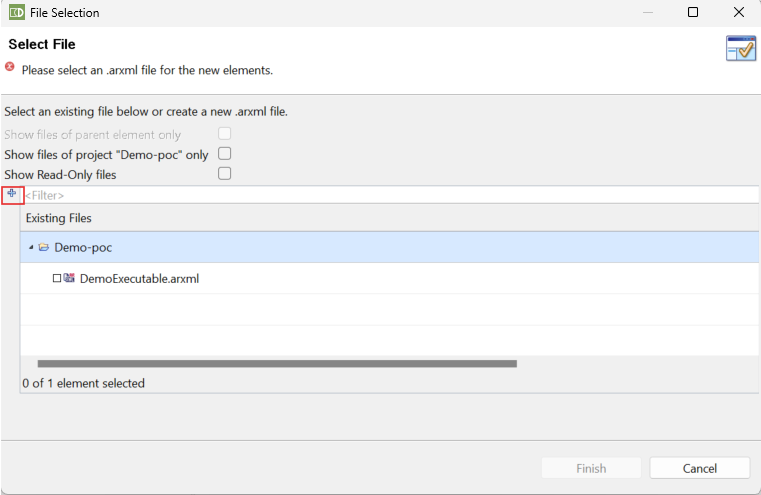 File Selection
Select File
Please select an .arxml file for the new elements.
Select an existing file below or create a new .arxml file.
Show files of parent element only
Show files of project "Demo-poc" only
Show Read-Only files
<Filter>
Existing Files
Demo-poc
DemoExecutable.arxml
0 of 1 element selected
Finish
Cancel